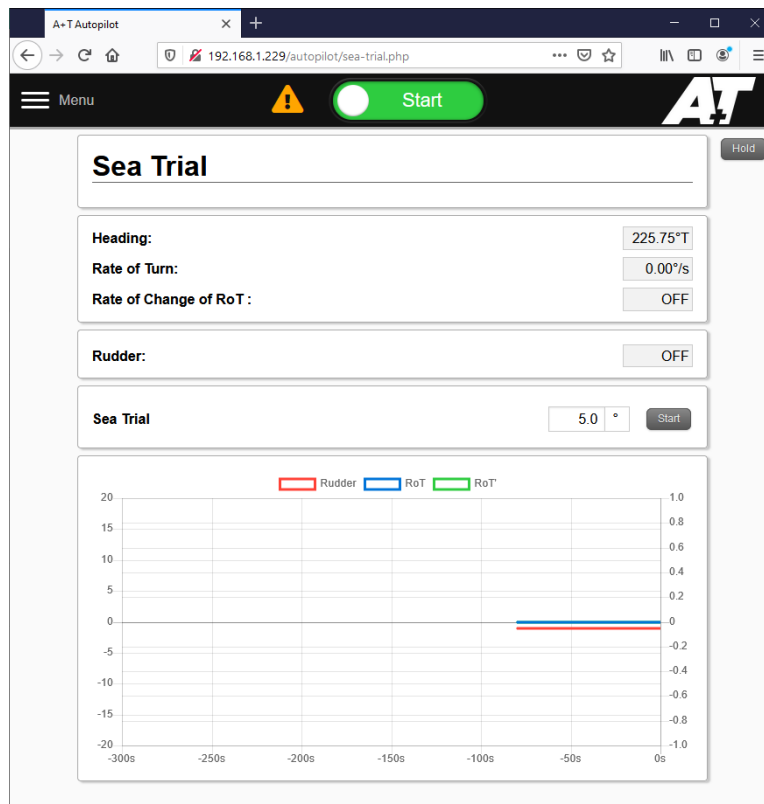 A+T Autopilot
192.168.1.229/autopilot/sea-trial.php
Menu
Start
A+T
Hold
Sea Trial
Heading: 225.75°T
Rate of Turn: 0.00°/s
Rate of Change of RoT : OFF
Rudder: OFF
Sea Trial 5.0 ° Start
Rudder RoT RoT'
20 1.0
0.8
15
0.6
10
0.4
5
0.2
0 0
-0.2
-5
-0.4
-10
-0.6
-15
-0.8
-20 -1.0
-300s -250s -200s -150s -100s -50s 0s